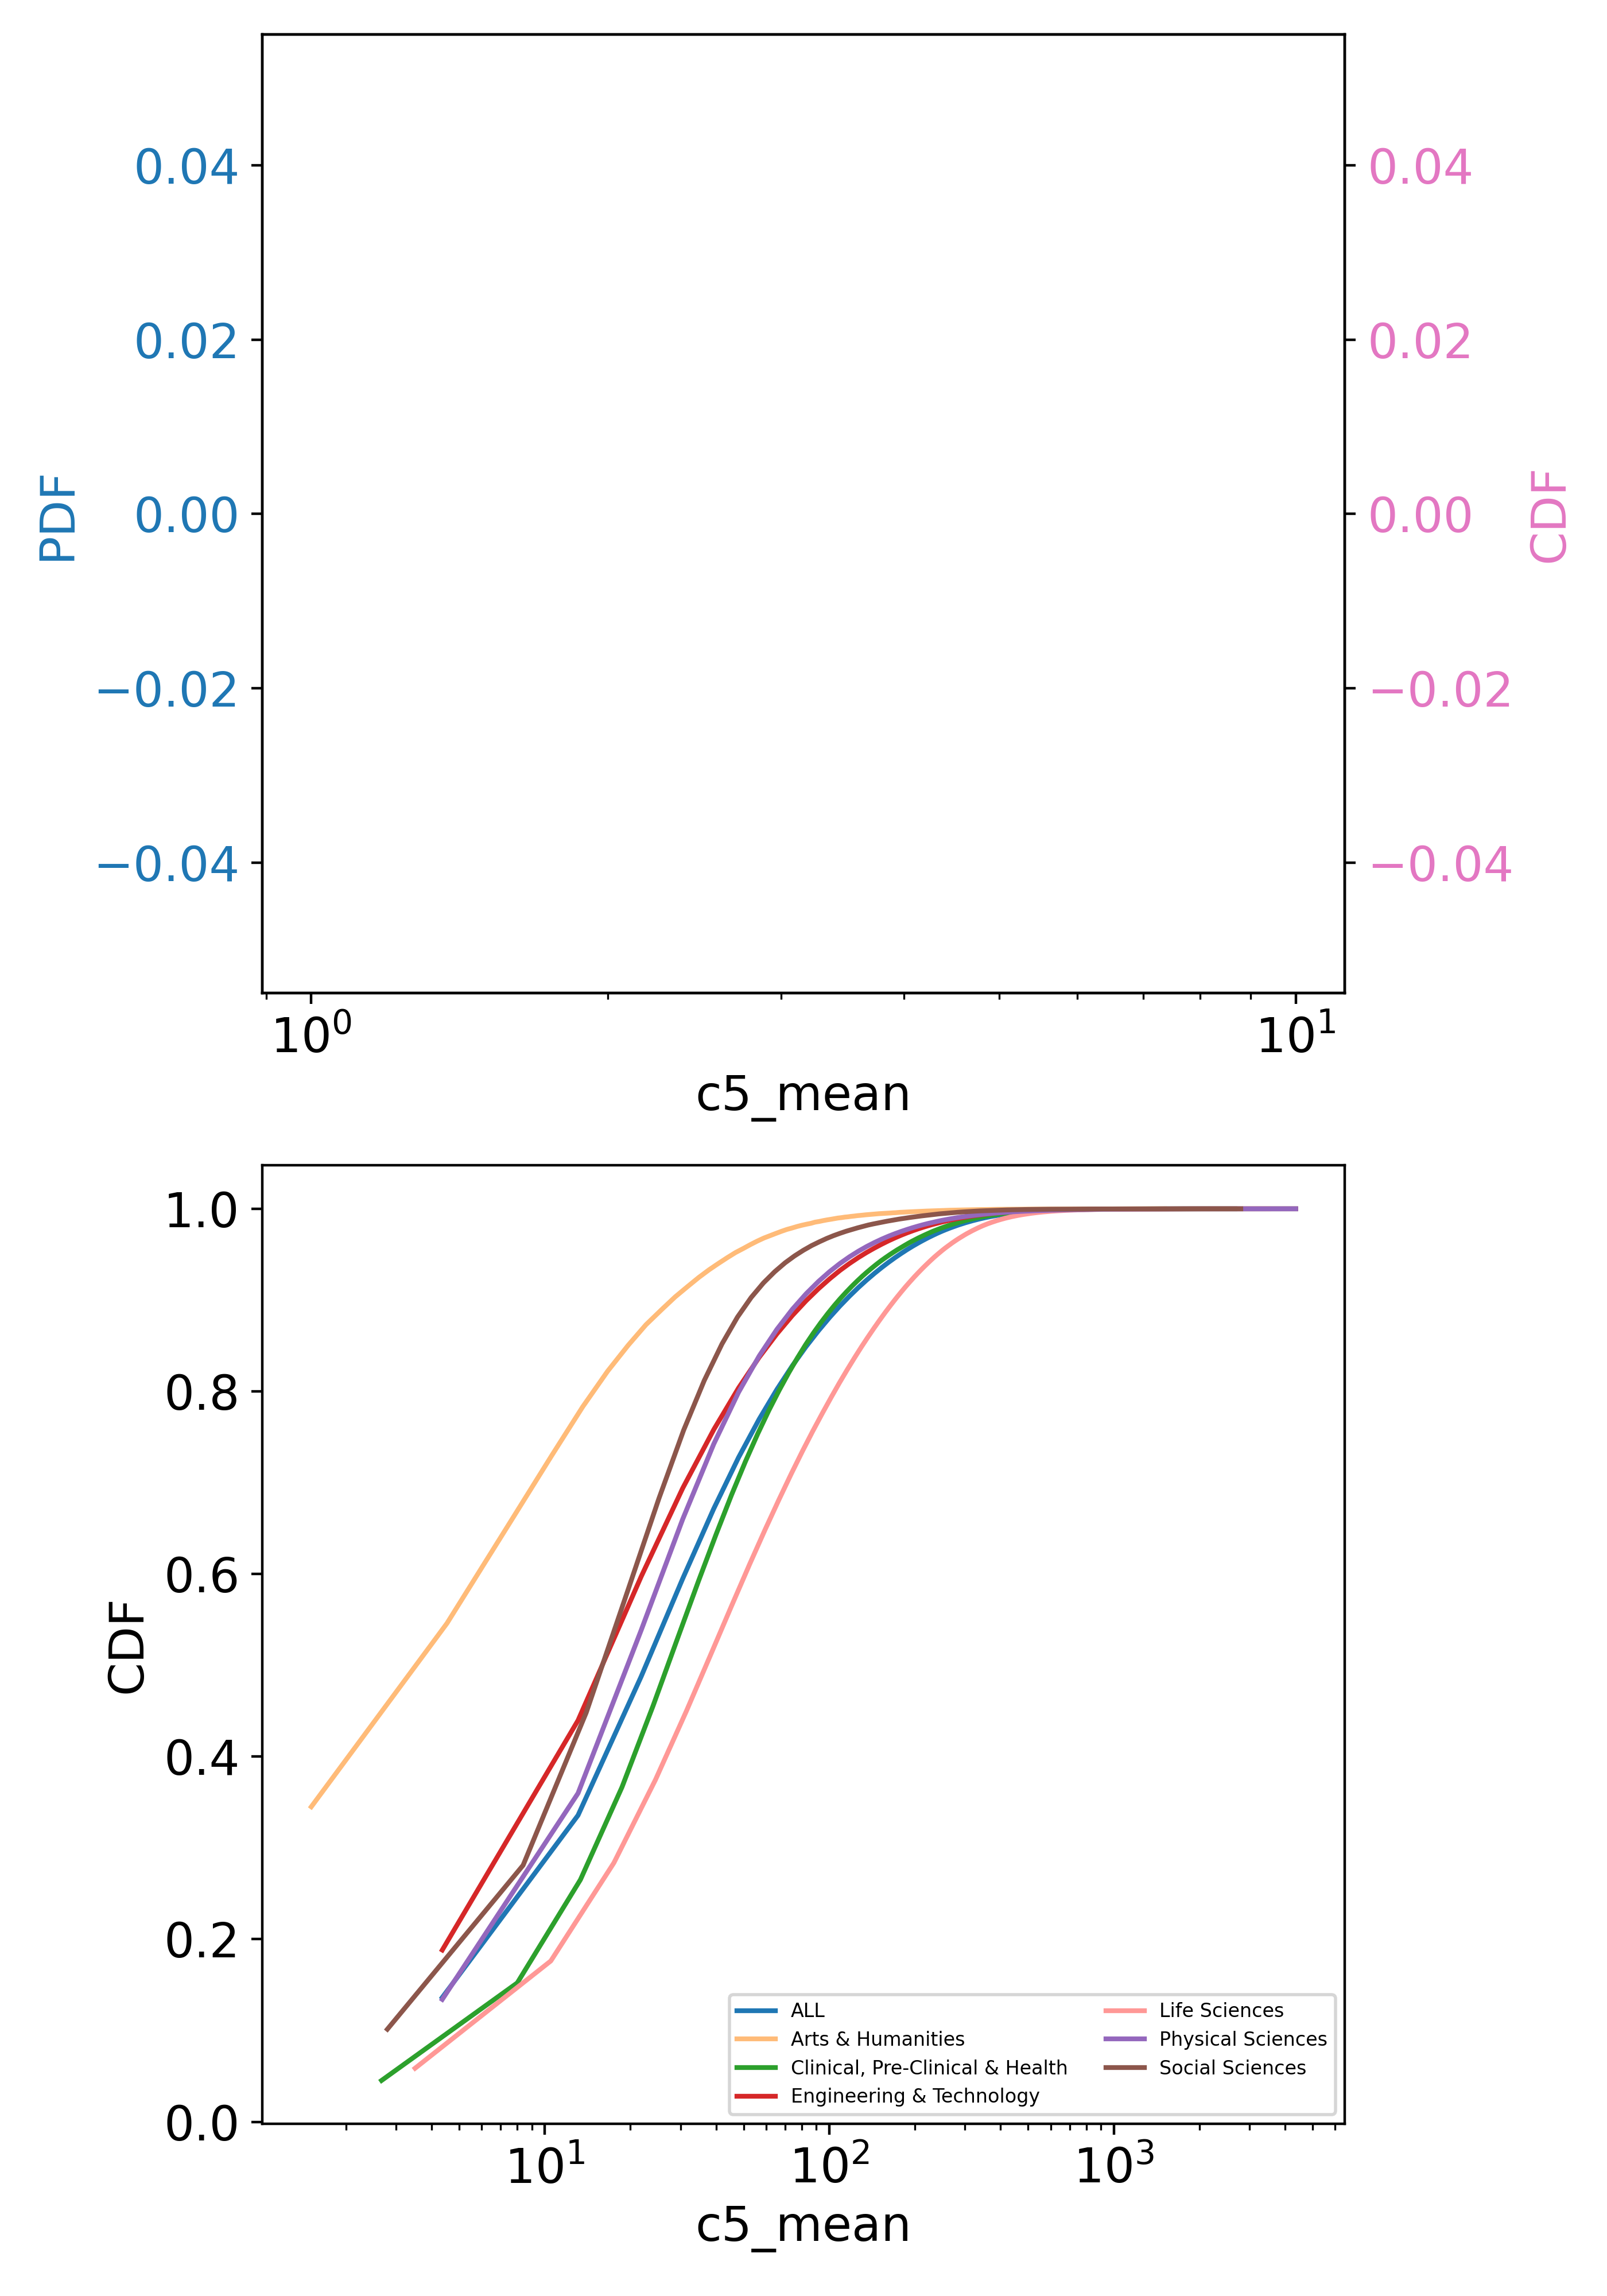 0.04 0.04
0.02 0.02
PDF 0.00 0.00 CDF
−0.02 −0.02
−0.04 −0.04
10⁰ 10¹
c5_mean
1.0
0.8
0.6
CDF
0.4
0.2
0.0
ALL
Arts & Humanities
Clinical, Pre-Clinical & Health
Engineering & Technology
Life Sciences
Physical Sciences
Social Sciences
10¹ 10² 10³
c5_mean